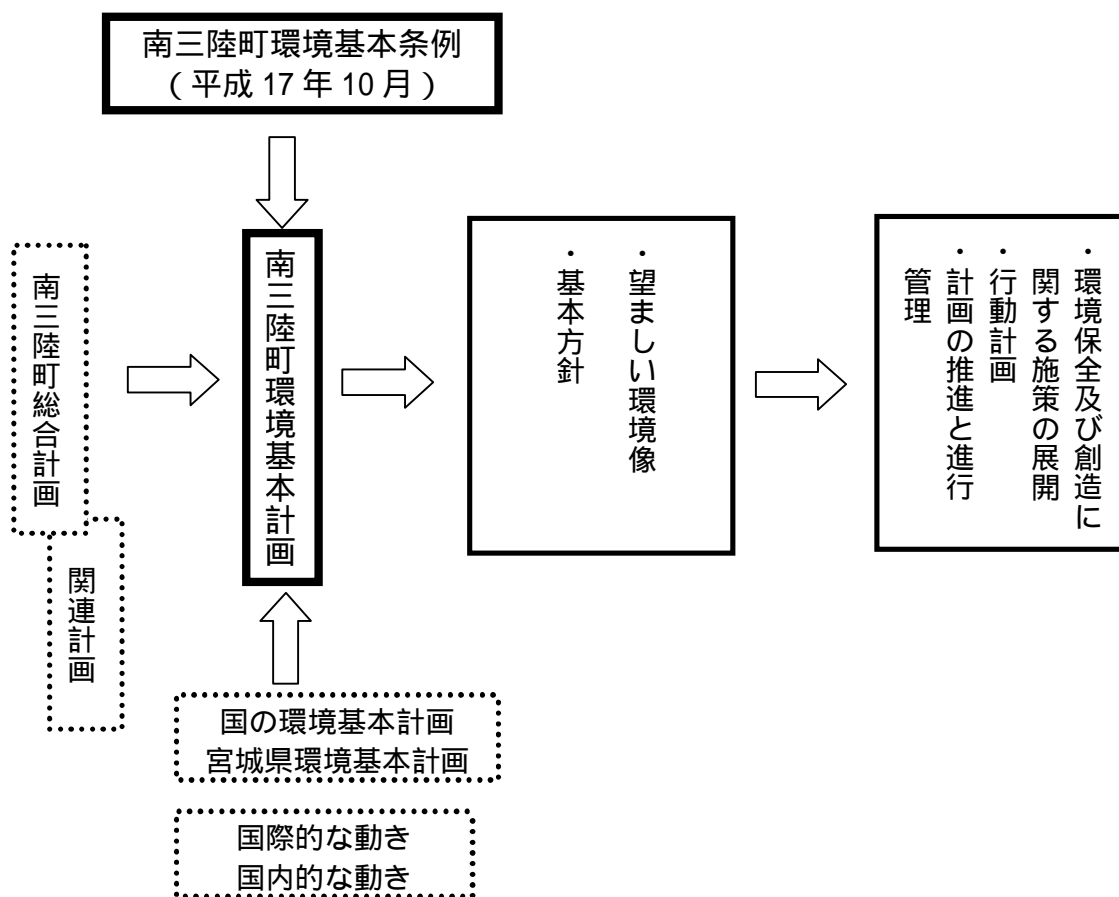 南三陸町環境基本条例
(平成 17 年 10 月)
南三陸町総合計画
関連計画
南三陸町環境基本計画
・望ましい環境像
・基本方針
・環境保全及び創造に
関する施策の展開
・行動計画
・計画の推進と進行
管理
国の環境基本計画
宮城県環境基本計画
国際的な動き
国内的な動き